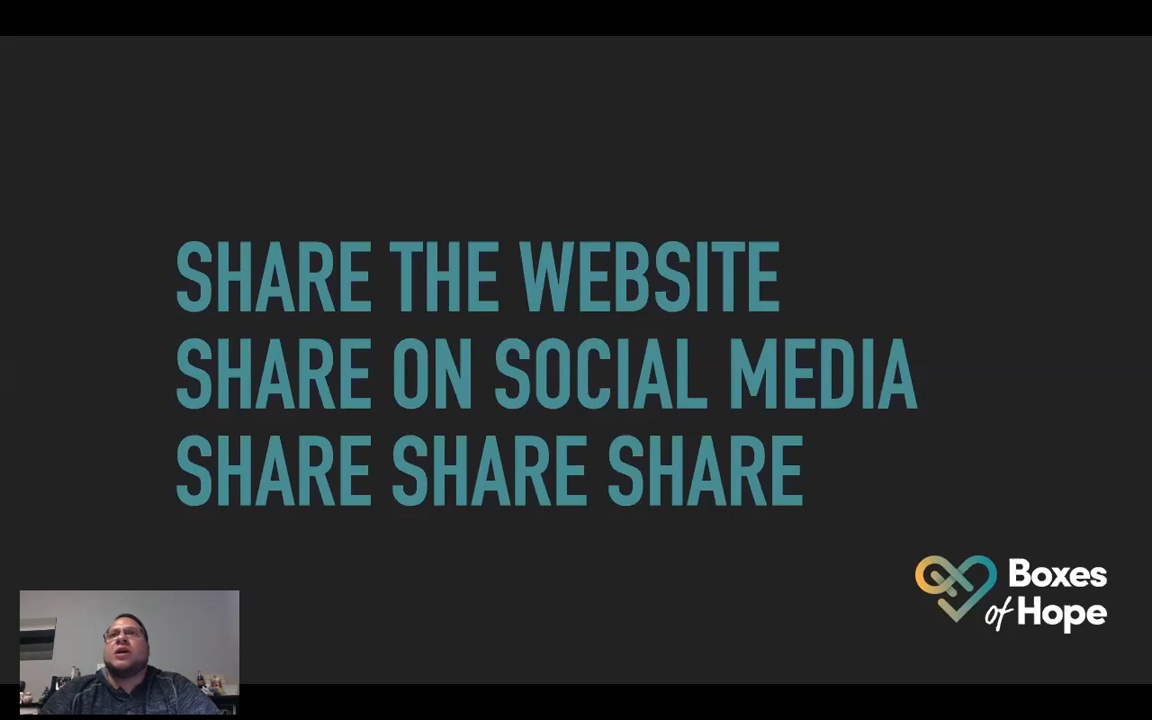 SHARE THE WEBSITE
SHARE ON SOCIAL MEDIA
SHARE SHARE SHARE
Boxes
of Hope